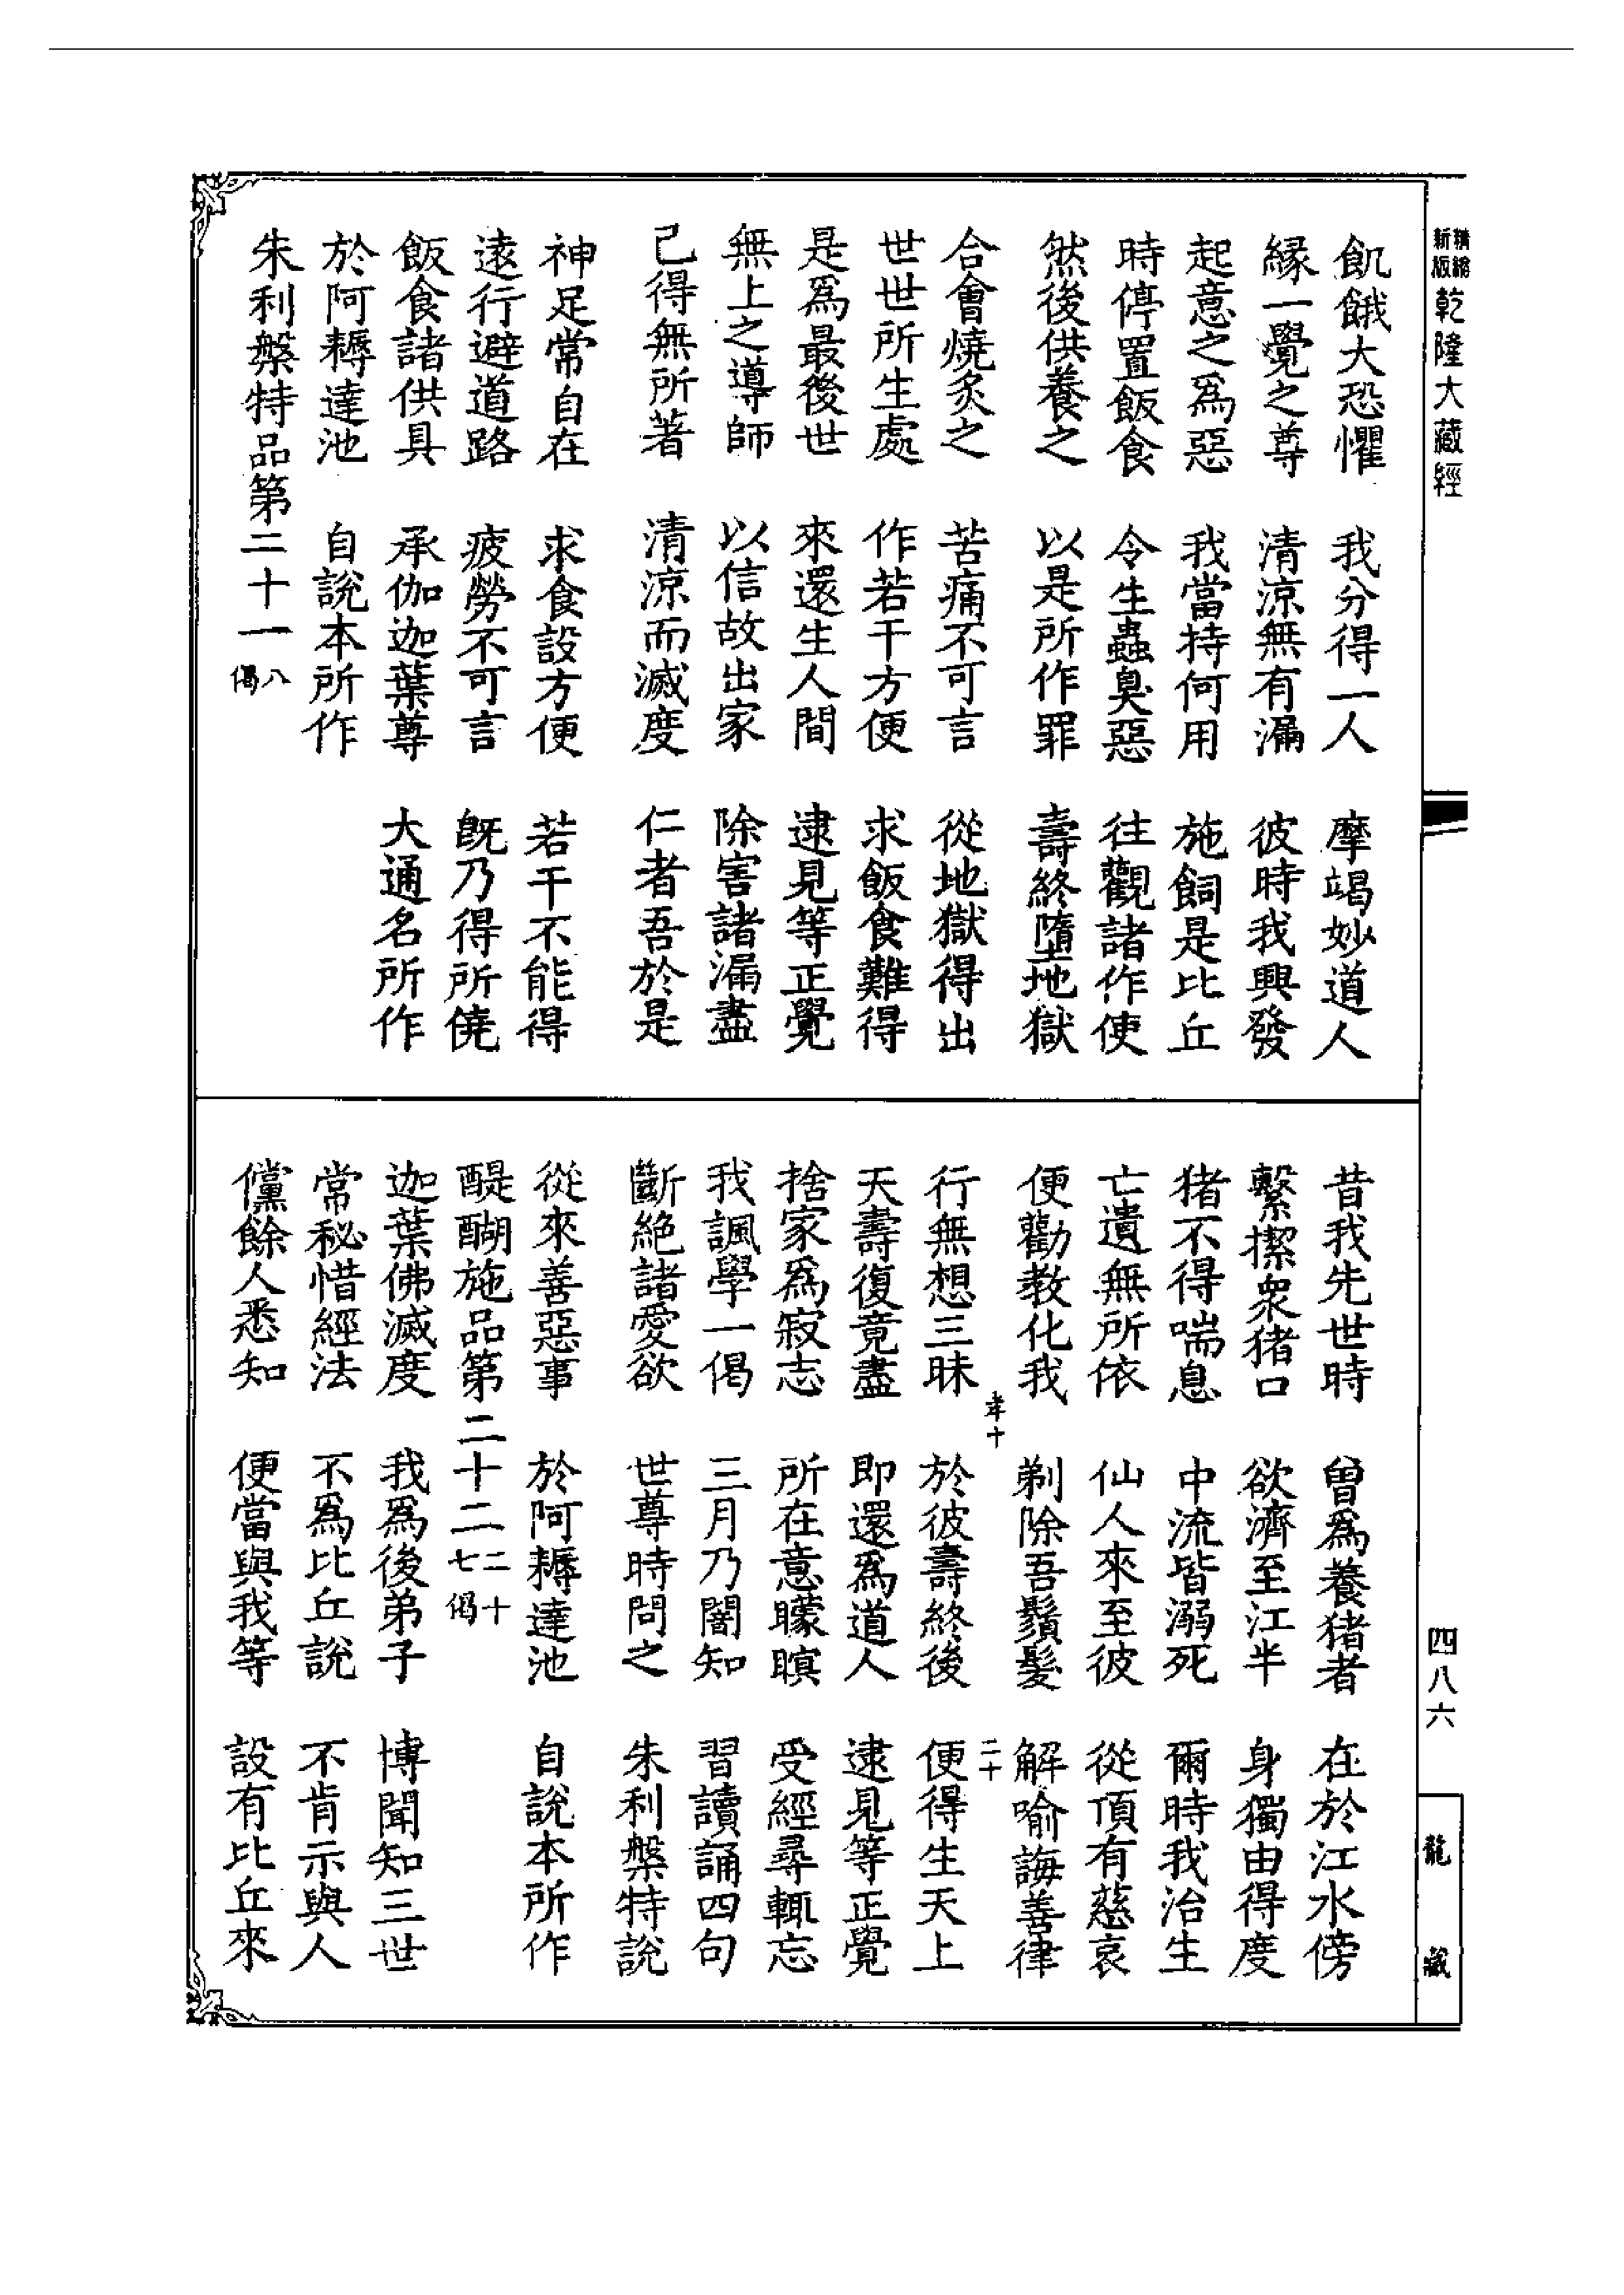 精縮新版乾隆大藏經
飢餓大恐懼 我分得一人 摩竭妙道人
緣一覺之尊 清涼無有漏 彼時我興發
起意之為惡 我當持何用 施飼是比丘
時停置飯食 令生蟲臭惡 往觀諸作使
然後供養之 以是所作罪 壽終墮地獄
合會燒炙之 苦痛不可言 從地獄得出
世世所生處 作若干方便 求飯食難得
是為最後世 來還生人間 逮見等正覺
無上之導師 以信故出家 除害諸漏盡
己得無所著 清涼而滅度 仁者吾於是
神足常自在 求食設方便 若干不能得
遠行避道路 疲勞不可言 既乃得所僥
飯食諸供具 承伽迦葉尊 大通名所作
於阿耨達池 自說本所作
朱利槃特品第二十一 八偈
昔我先世時 曾為養猪者 在於江水傍
繫㩉眾猪口 欲濟至江半 身獨由得度
猪不得喘息 中流皆溺死 爾時我治生
亡遺無所依 仙人來至彼 從頂有慈哀
便勸教化我 剃除吾鬚髮 解喻誨善律
行無想三昧 於彼壽終後 便得生天上
天壽復竟盡 即還為道人 逮見等正覺
捨家為寂志 所在意矇瞑 受經尋輒忘
我諷學一偈 三月乃闇知 習讀誦四句
斷絕諸愛欲 世尊時問之 朱利槃特說
從來善惡事 於阿耨達池 自說本所作
醍醐施品第二十二 二十七偈
迦葉佛滅度 我為後弟子 博聞知三世
常秘惜經法 不為比丘說 不肯示與人
儻餘人悉知 便當與我等 設有比丘來
二十
四八六
龍藏